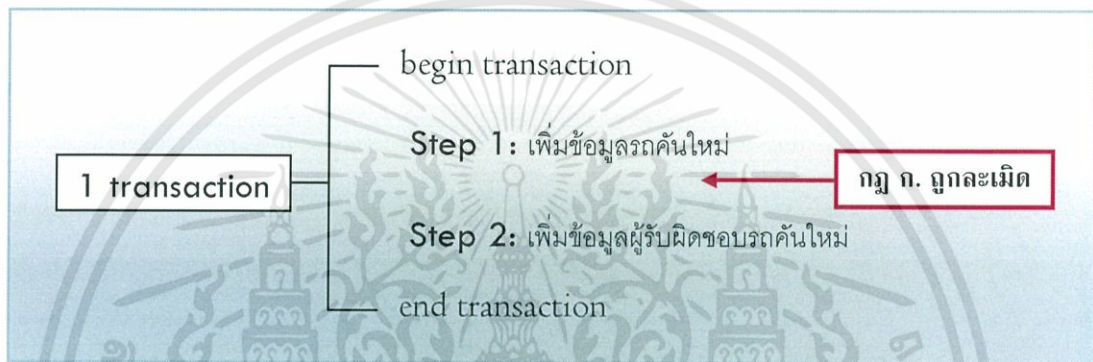 begin transaction
Step 1: เพิ่มข้อมูลรถคันใหม่
1 transaction
กฎ ก. ถูกละเมิด
Step 2: เพิ่มข้อมูลผู้รับผิดชอบรถคันใหม่
end transaction